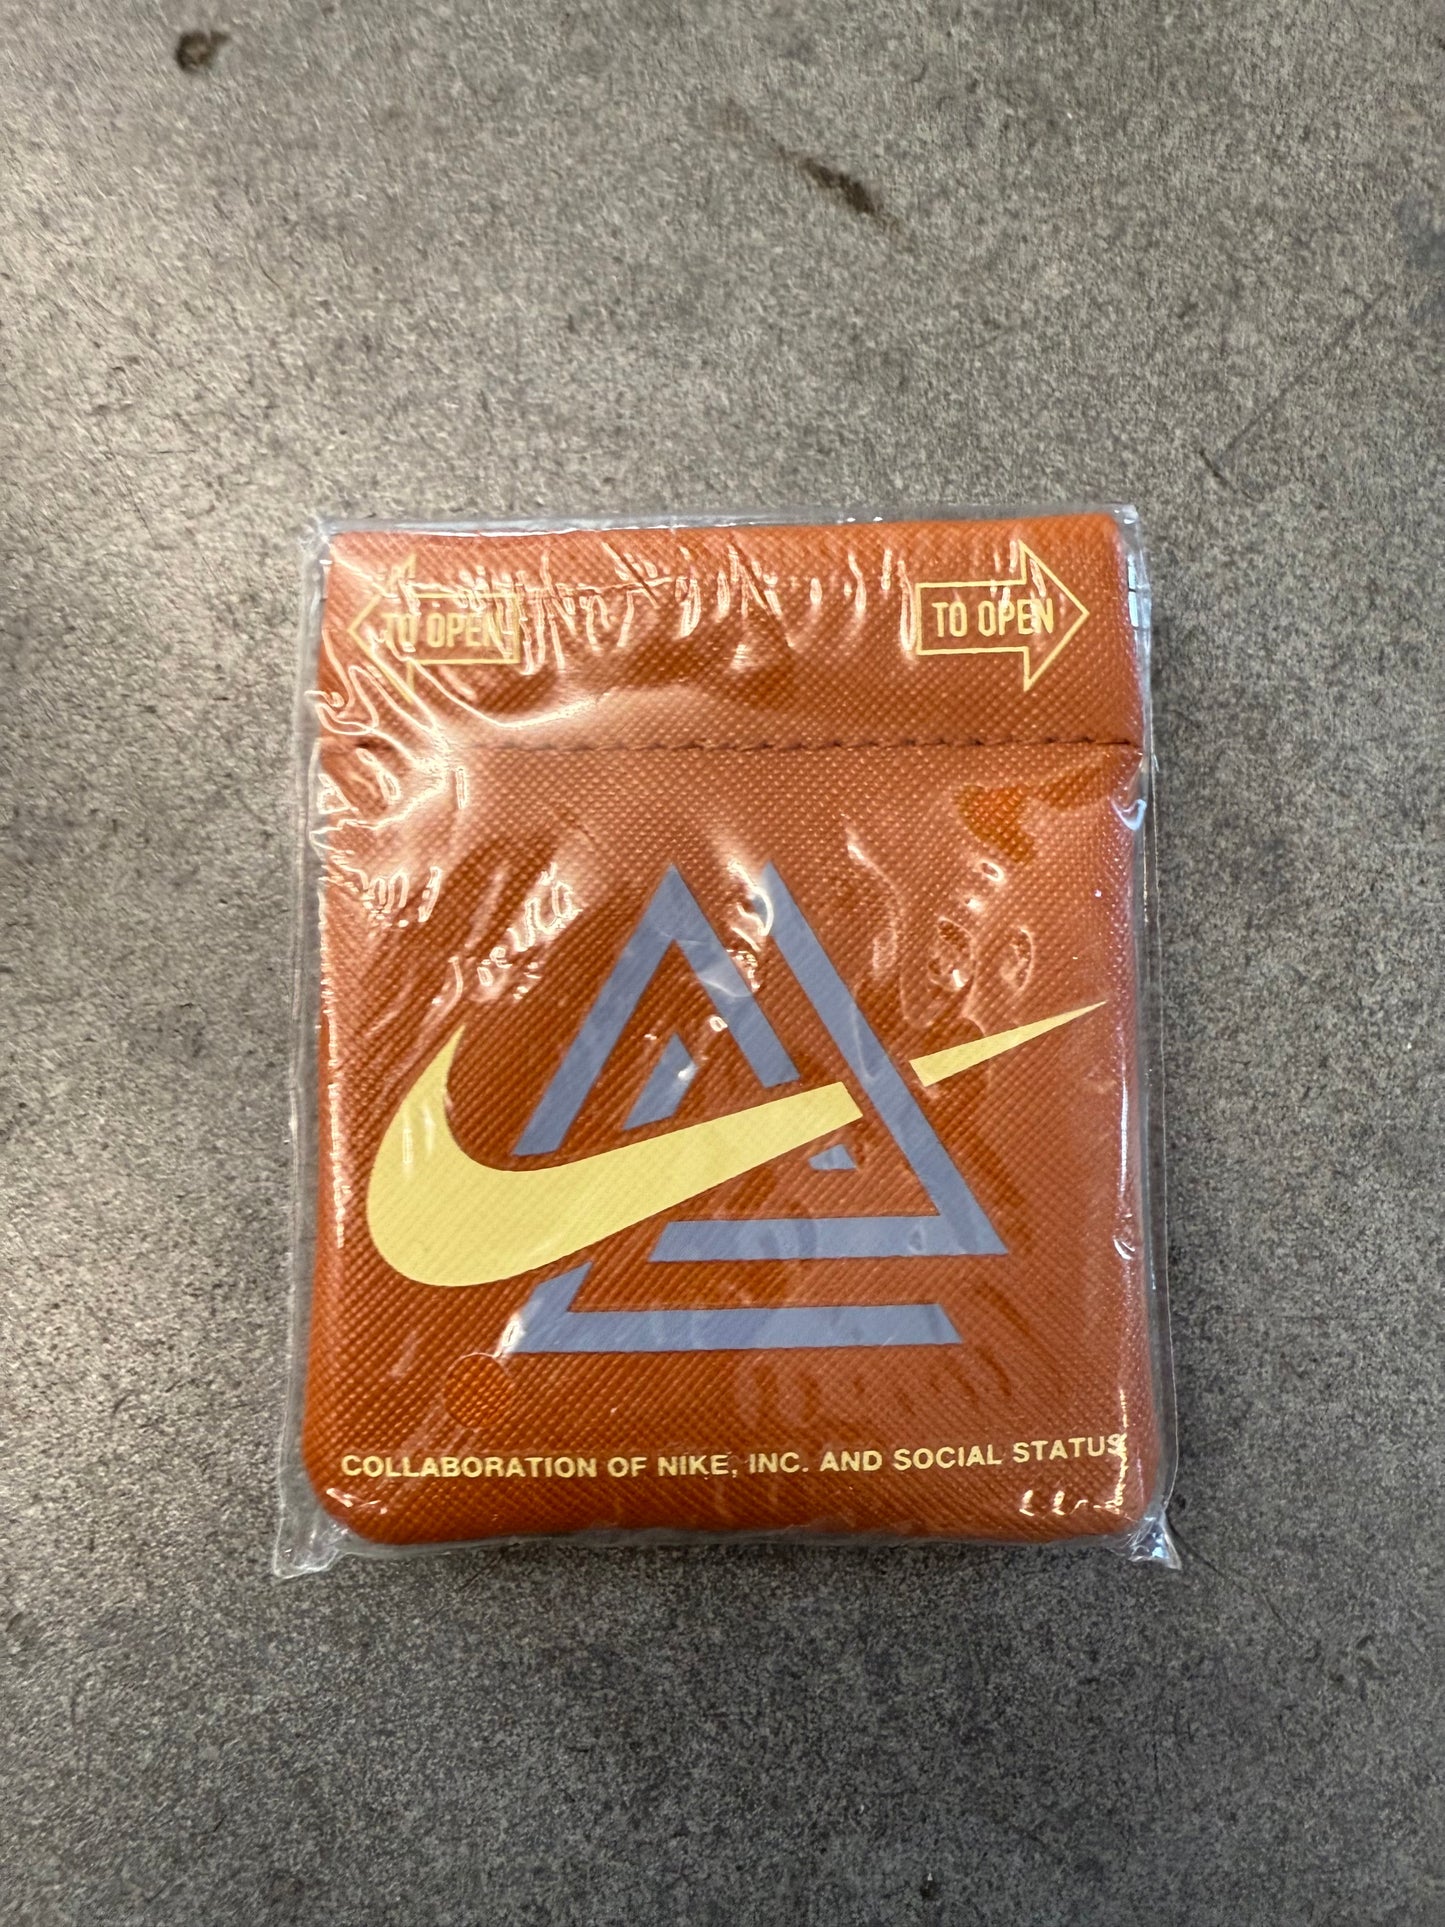 TO OPEN TO OPEN
COLLABORATION OF NIKE, INC. AND SOCIAL STATUS